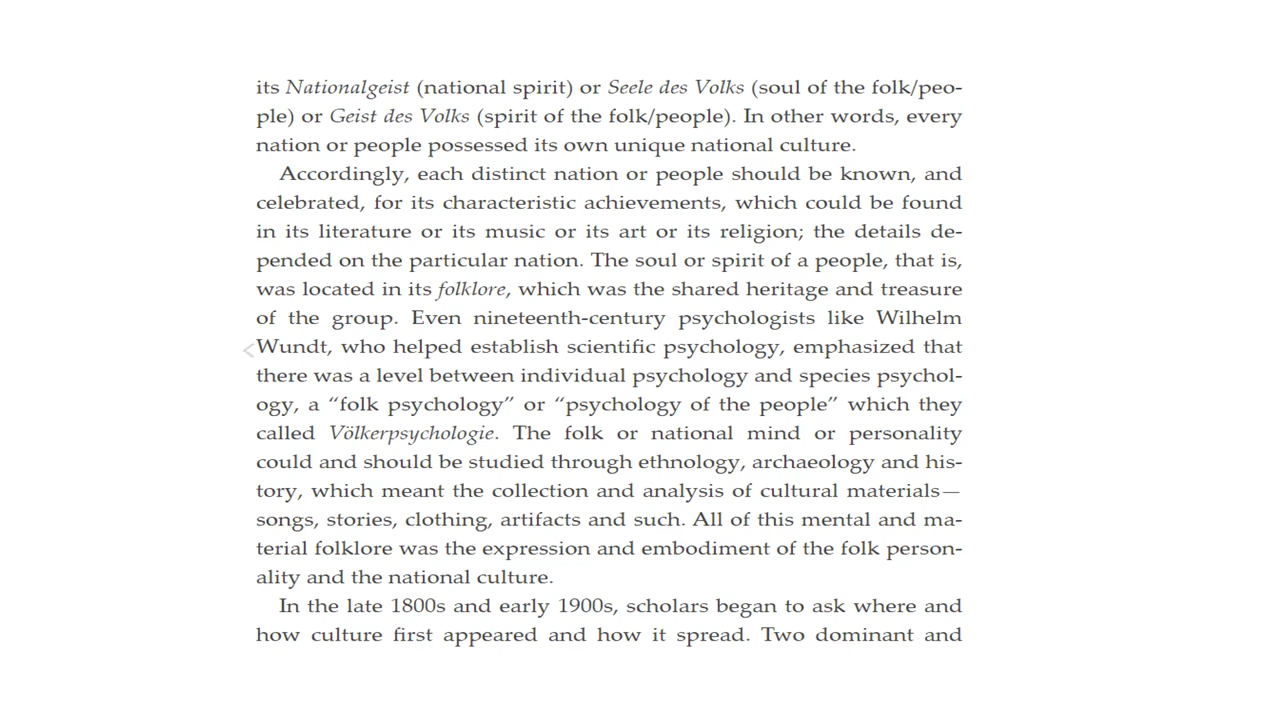 its Nationalgeist (national spirit) or Seele des Volks (soul of the folk/peo-
ple) or Geist des Volks (spirit of the folk/people). In other words, every
nation or people possessed its own unique national culture.
Accordingly, each distinct nation or people should be known, and
celebrated, for its characteristic achievements, which could be found
in its literature or its music or its art or its religion; the details de-
pended on the particular nation. The soul or spirit of a people, that is,
was located in its folklore, which was the shared heritage and treasure
of the group. Even nineteenth-century psychologists like Wilhelm
Wundt, who helped establish scientific psychology, emphasized that
there was a level between individual psychology and species psychol-
ogy, a “folk psychology” or “psychology of the people” which they
called Völkerpsychologie. The folk or national mind or personality
could and should be studied through ethnology, archaeology and his-
tory, which meant the collection and analysis of cultural materials—
songs, stories, clothing, artifacts and such. All of this mental and ma-
terial folklore was the expression and embodiment of the folk person-
ality and the national culture.
In the late 1800s and early 1900s, scholars began to ask where and
how culture first appeared and how it spread. Two dominant and